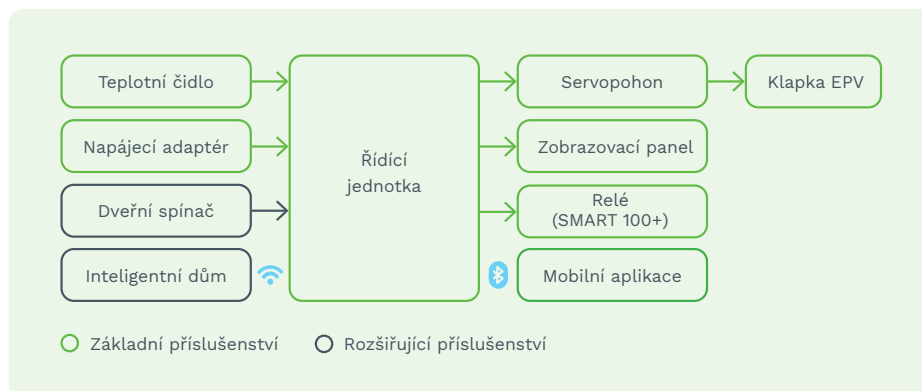 Teplotní čidlo
Napájecí adaptér
Dveřní spínač
Inteligentní dům
Řídící
jednotka
Servopohon
Klapka EPV
Zobrazovací panel
Relé
(SMART 100+)
Mobilní aplikace
Základní příslušenství
Rozšiřující příslušenství